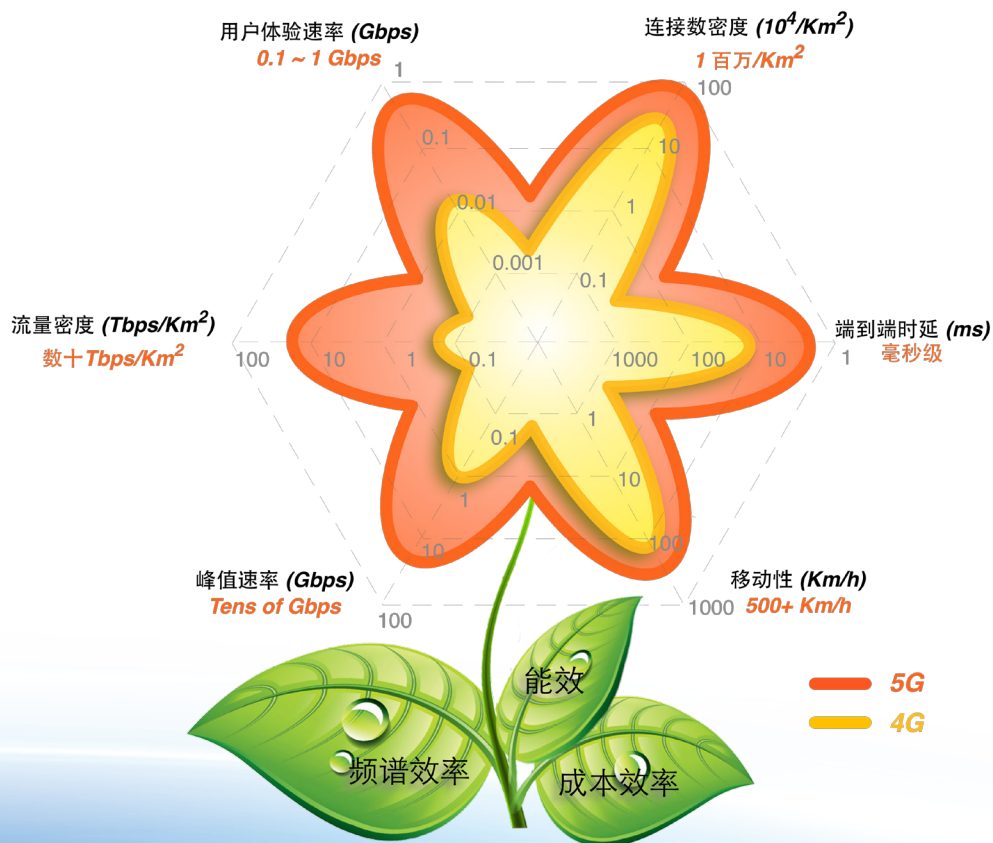 用户体验速率 (Gbps)
0.1 ~ 1 Gbps
连接数密度 (10⁴/Km²)
1 百万/Km²
1
100
0.1
10
0.01
1
0.001
0.1
流量密度 (Tbps/Km²)
数十Tbps/Km²
100
10
1
0.1
1000
100
10
1
端到端时延 (ms)
毫秒级
0.1
1
1
10
10
100
峰值速率 (Gbps)
Tens of Gbps
100
1000
移动性 (Km/h)
500+ Km/h
能效
频谱效率
成本效率
5G
4G